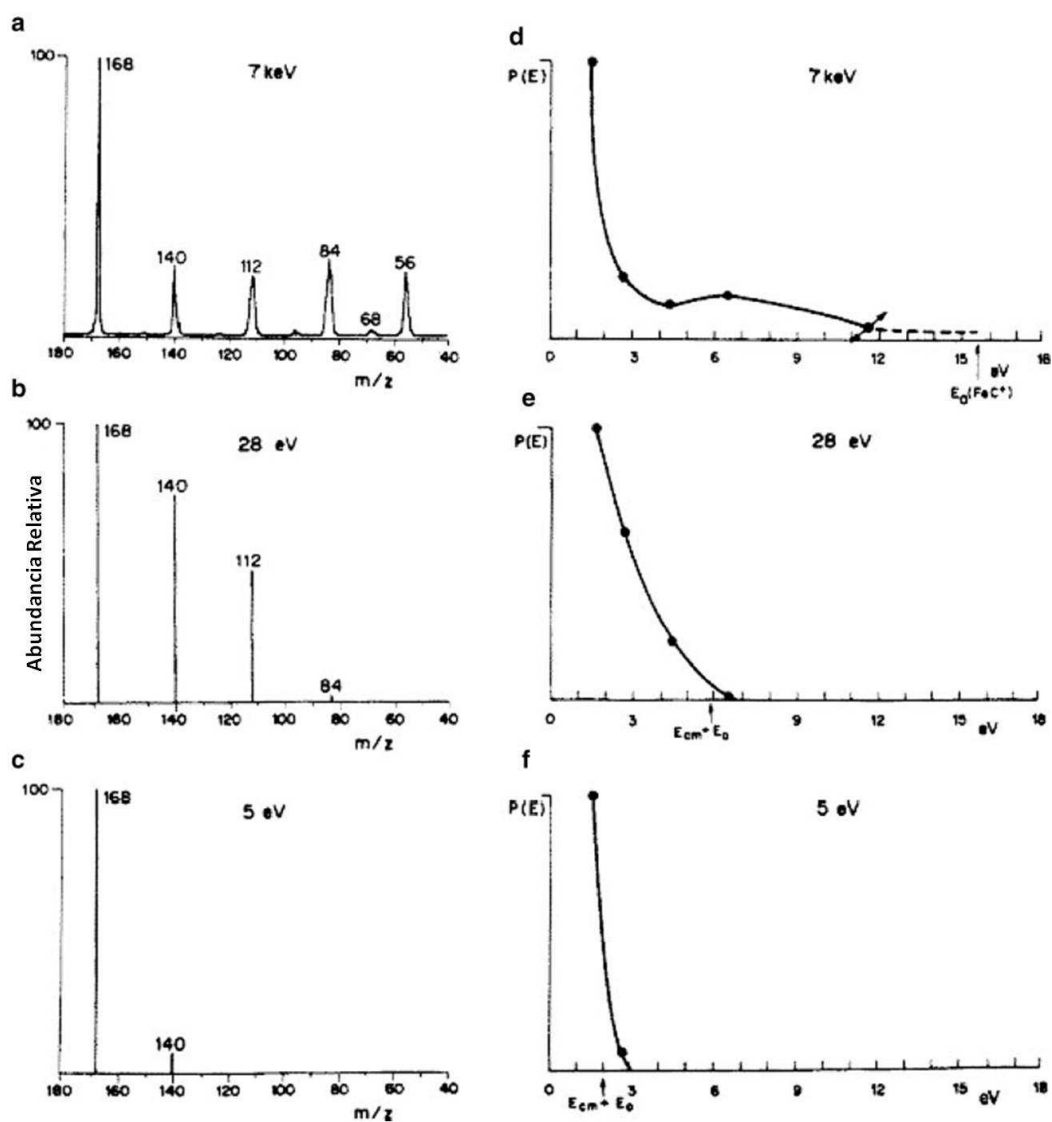 a
100
168
7 keV
140
112
84
68
56
180 160 140 120 100 80 60 40
m/z
d
P(E)
7 keV
0 3 6 9 12 15 18
eV
E₀(FeC⁺)
b
100
168
28 eV
140
112
84
180 160 140 120 100 80 60 40
m/z
Abundancia Relativa
e
P(E)
28 eV
0 3 6 9 12 15 18
Ecm + E₀
eV
c
100
168
5 eV
140
180 160 140 120 100 80 60 40
m/z
f
P(E)
5 eV
0 3 6 9 12 15 18
Ecm + E₀
eV